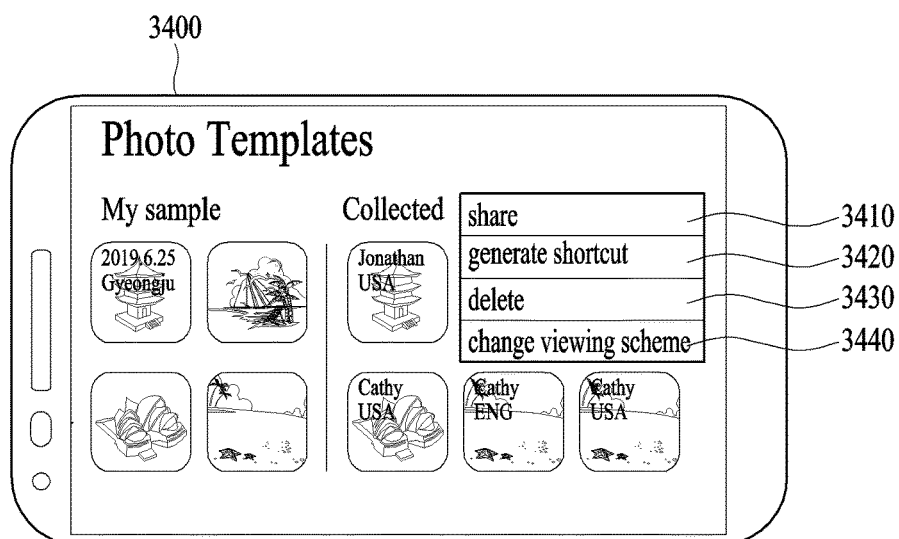 3400
Photo Templates
My sample
Collected
share
3410
generate shortcut
3420
delete
3430
change viewing scheme
3440
2019.6.25
Gyeongju
Jonathan
USA
Cathy
USA
Cathy
ENG
Cathy
USA